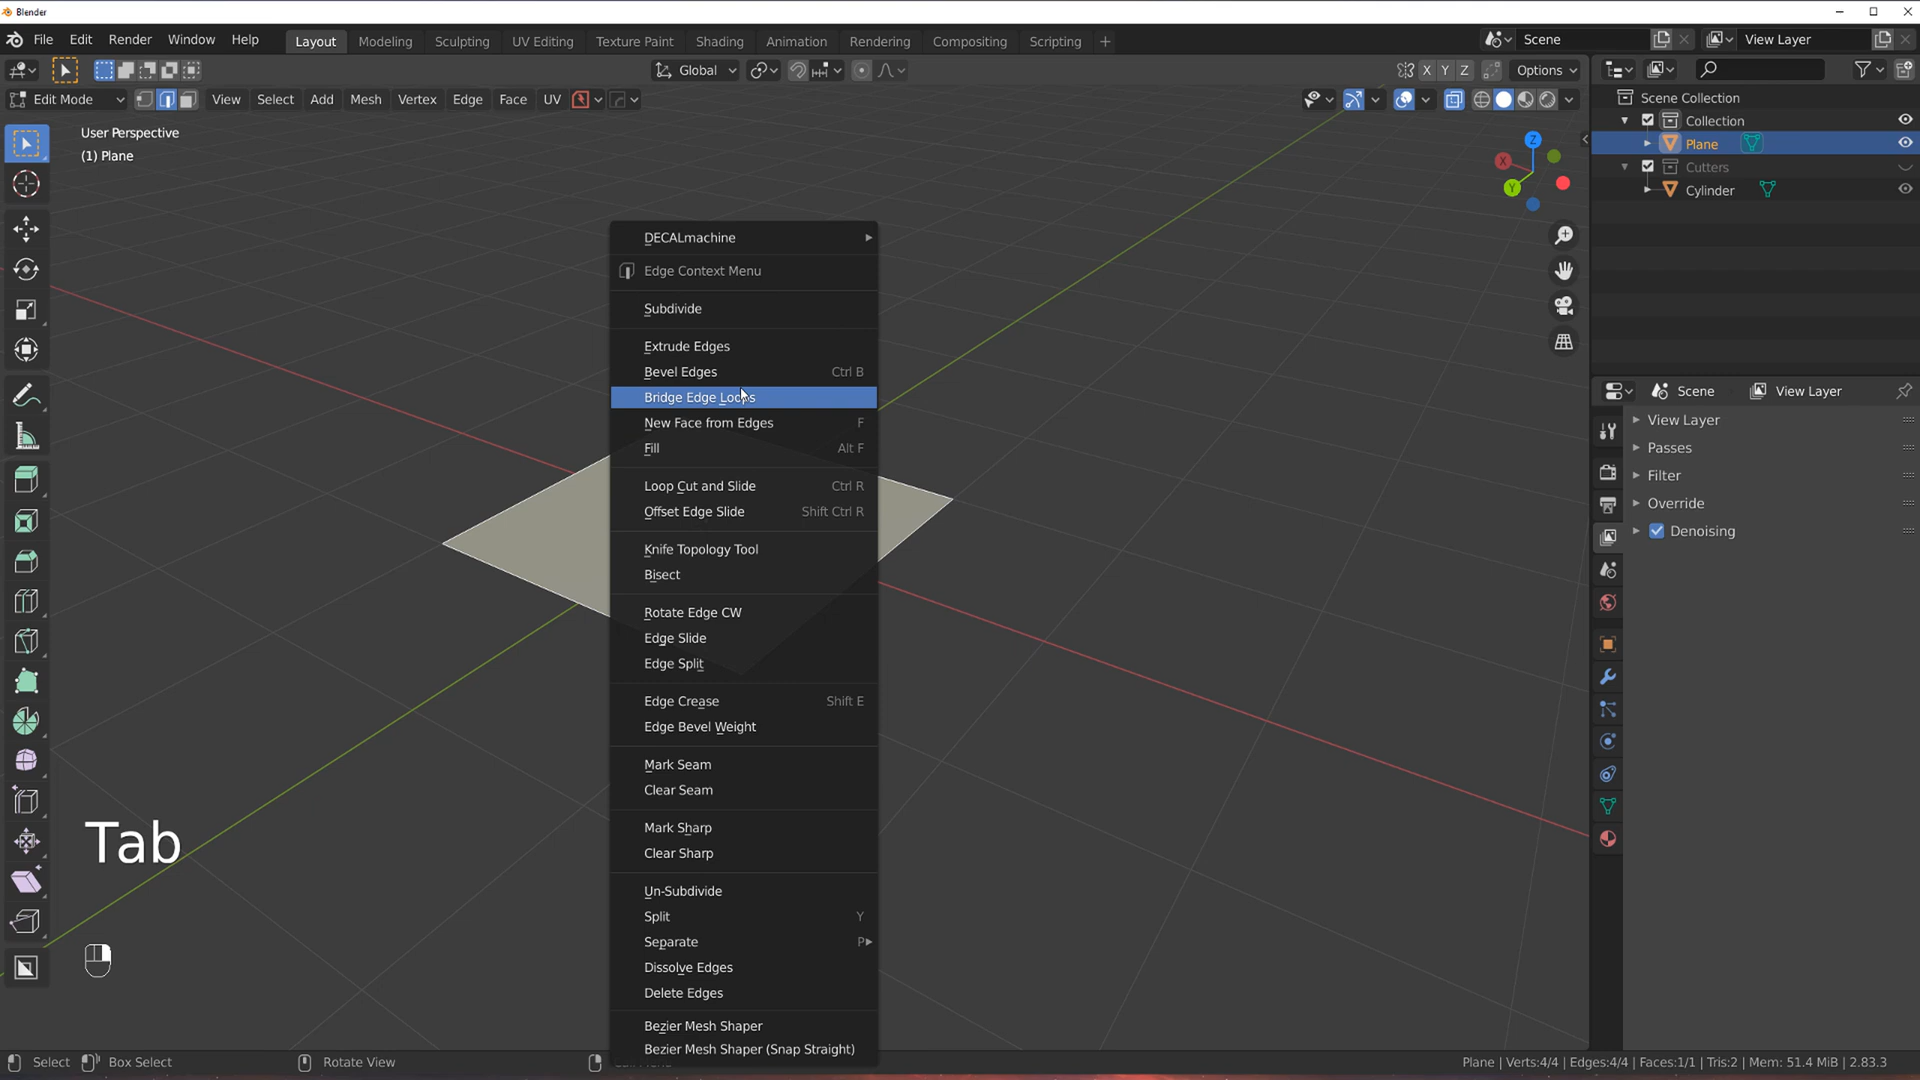 Blender
File Edit Render Window Help
Layout Modeling Sculpting UV Editing Texture Paint Shading Animation Rendering Compositing Scripting +
Scene
View Layer
Global
X Y Z
Options
Edit Mode
View Select Add Mesh Vertex Edge Face UV
User Perspective
(1) Plane
Z
X
Y
Scene Collection
Collection
Plane
Cutters
Cylinder
DECALmachine
Edge Context Menu
Subdivide
Extrude Edges
Bevel Edges Ctrl B
Bridge Edge Loops
New Face from Edges F
Fill Alt F
Loop Cut and Slide Ctrl R
Offset Edge Slide Shift Ctrl R
Knife Topology Tool
Bisect
Rotate Edge CW
Edge Slide
Edge Split
Edge Crease Shift E
Edge Bevel Weight
Mark Seam
Clear Seam
Mark Sharp
Clear Sharp
Un-Subdivide
Split Y
Separate P
Dissolve Edges
Delete Edges
Bezier Mesh Shaper
Bezier Mesh Shaper (Snap Straight)
Scene View Layer
View Layer
Passes
Filter
Override
Denoising
Tab
Select Box Select Rotate View
Plane | Verts:4/4 | Edges:4/4 | Faces:1/1 | Tris:2 | Mem: 51.4 MiB | 2.83.3